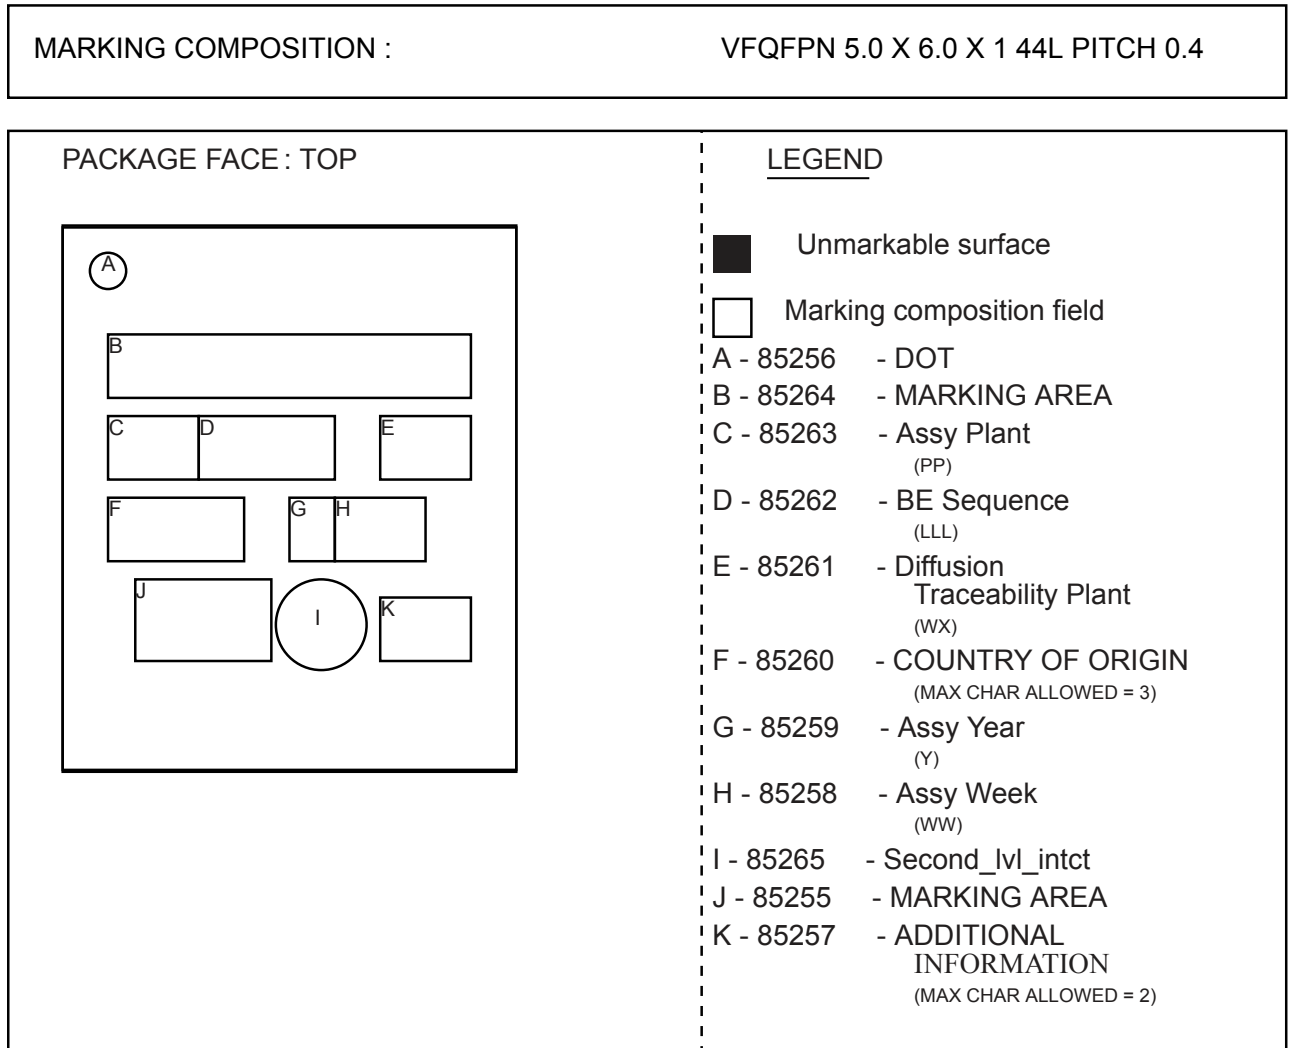 MARKING COMPOSITION : VFQFPN 5.0 X 6.0 X 1 44L PITCH 0.4
PACKAGE FACE : TOP
A
B
C D E
F G H
J I K
LEGEND
Unmarkable surface
Marking composition field
A - 85256 - DOT
B - 85264 - MARKING AREA
C - 85263 - Assy Plant
(PP)
D - 85262 - BE Sequence
(LLL)
E - 85261 - Diffusion
Traceability Plant
(WX)
F - 85260 - COUNTRY OF ORIGIN
(MAX CHAR ALLOWED = 3)
G - 85259 - Assy Year
(Y)
H - 85258 - Assy Week
(WW)
I - 85265 - Second_lvl_intct
J - 85255 - MARKING AREA
K - 85257 - ADDITIONAL
INFORMATION
(MAX CHAR ALLOWED = 2)